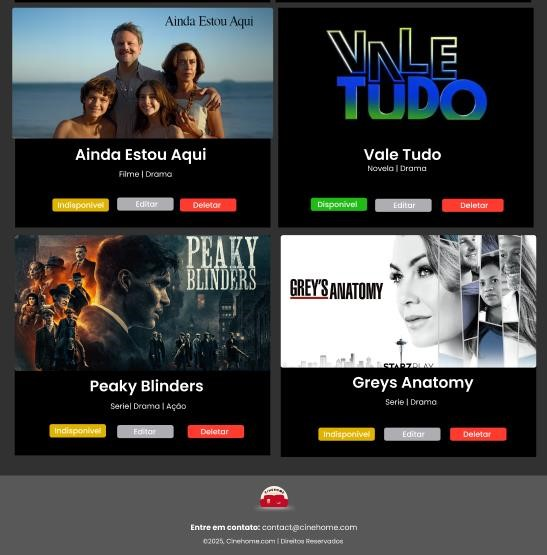 Ainda Estou Aqui
VALE
TUDO
Ainda Estou Aqui
Filme | Drama
Indisponível
Editar
Deletar
Vale Tudo
Novela | Drama
Disponível
Editar
Deletar
PEAKY
BLINDERS
GREY'S ANATOMY
STARZPLAY
Peaky Blinders
Serie| Drama | Ação
Indisponível
Editar
Deletar
Greys Anatomy
Serie | Drama
Indisponível
Editar
Deletar
CINEHOME
Entre em contato: contact@cinehome.com
©2025, Cinehome.com | Direitos Reservados